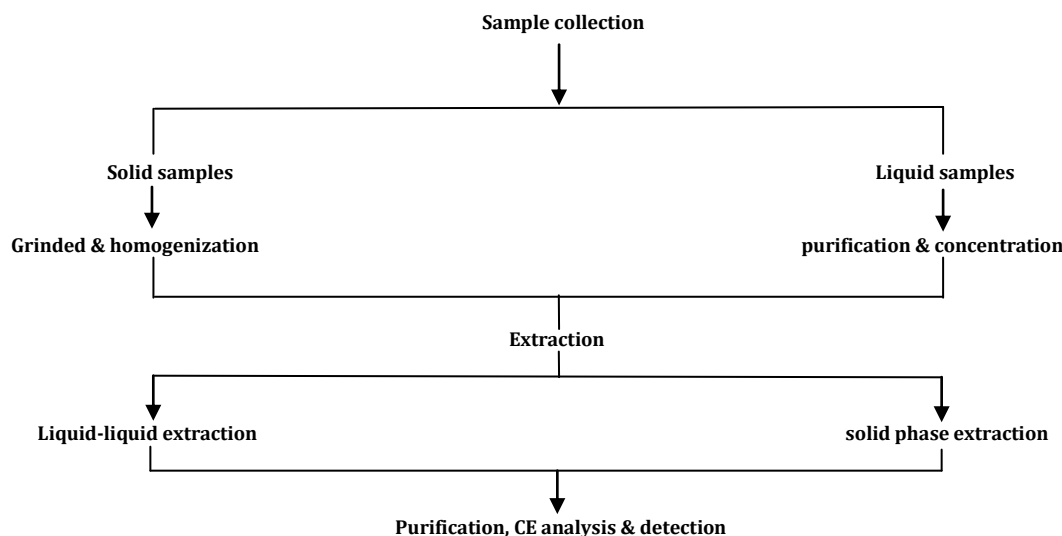 Sample collection
Solid samples
Liquid samples
Grinded & homogenization
purification & concentration
Extraction
Liquid-liquid extraction
solid phase extraction
Purification, CE analysis & detection